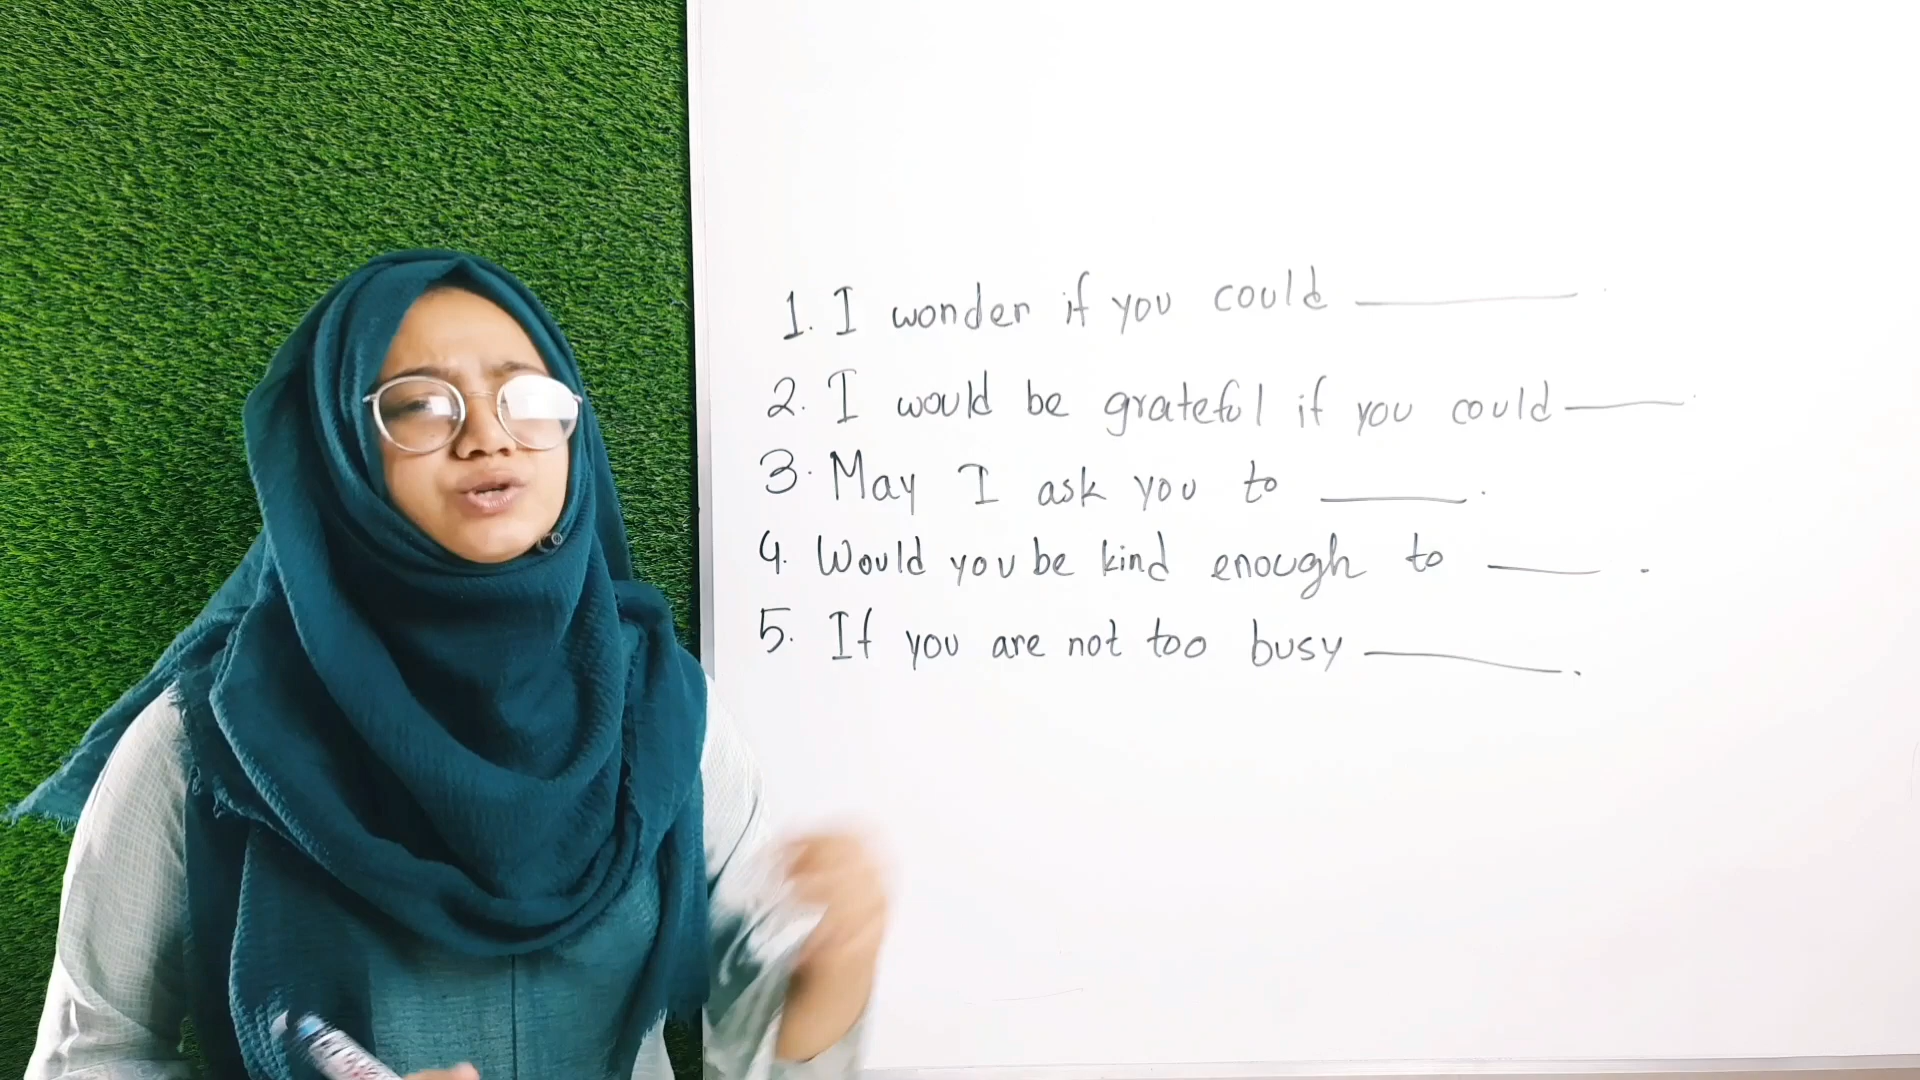 1. I wonder if you could ________ .
2. I would be grateful if you could ______ .
3. May I ask you to ______ .
4. Would you be kind enough to _____ .
5. If you are not too busy ________ .